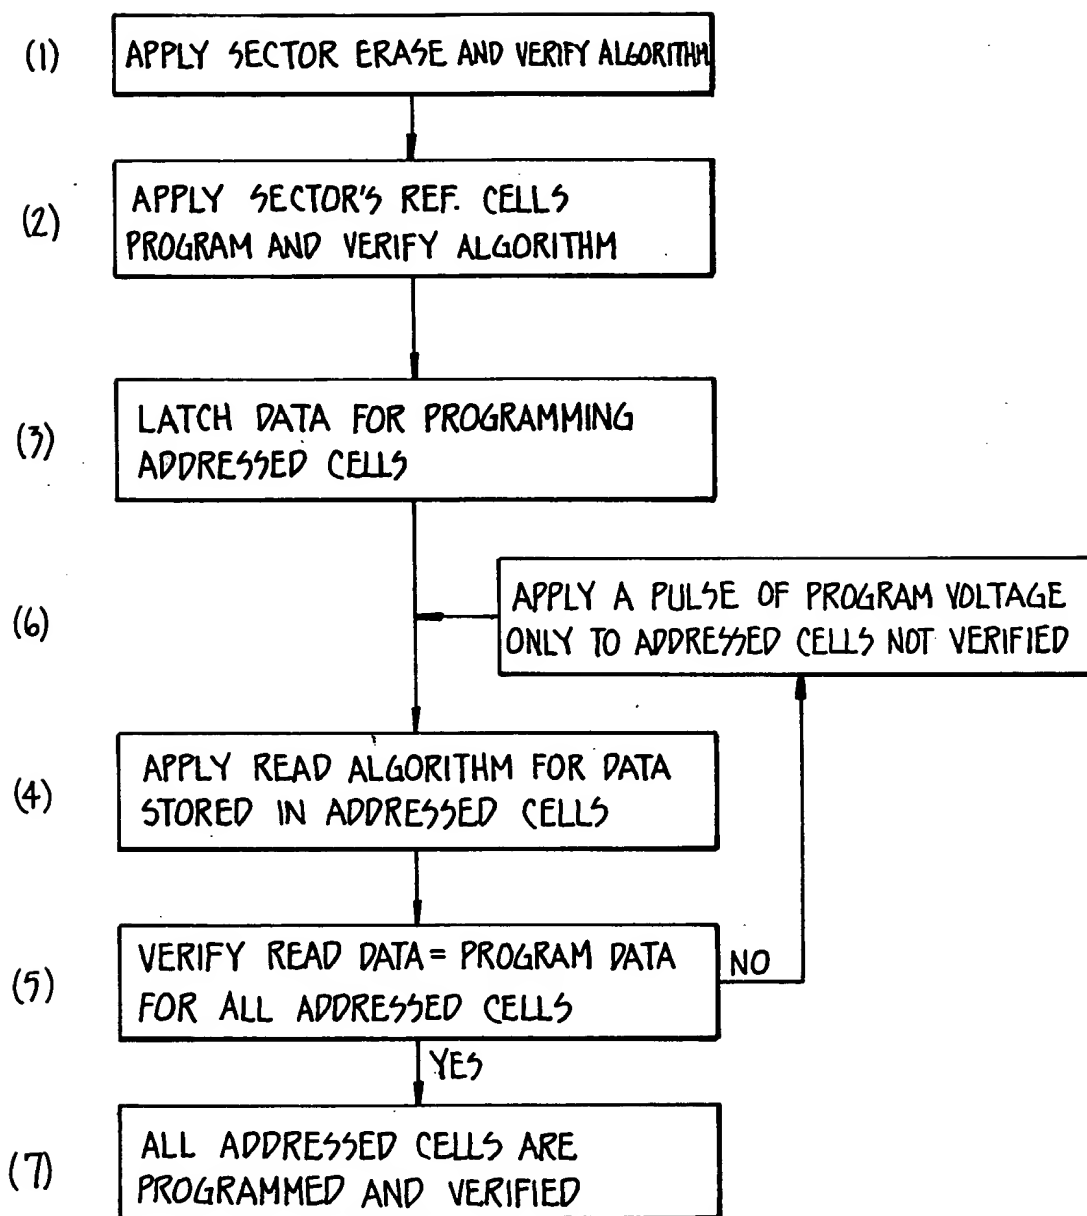 (1) APPLY SECTOR ERASE AND VERIFY ALGORITHM
(2) APPLY SECTOR'S REF. CELLS
PROGRAM AND VERIFY ALGORITHM
(3) LATCH DATA FOR PROGRAMMING
ADDRESSED CELLS
(6) APPLY A PULSE OF PROGRAM VOLTAGE
ONLY TO ADDRESSED CELLS NOT VERIFIED
(4) APPLY READ ALGORITHM FOR DATA
STORED IN ADDRESSED CELLS
(5) VERIFY READ DATA = PROGRAM DATA
FOR ALL ADDRESSED CELLS
NO
YES
(7) ALL ADDRESSED CELLS ARE
PROGRAMMED AND VERIFIED